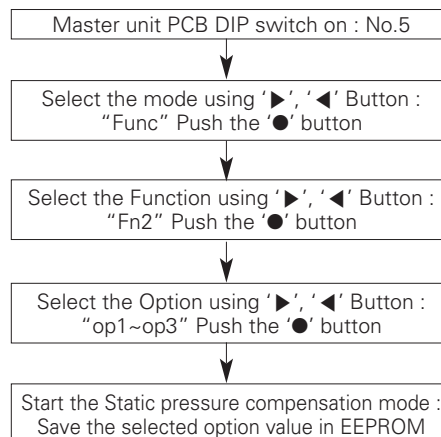 Master unit PCB DIP switch on : No.5
Select the mode using ‘▶’, ‘◀’ Button :
“Func” Push the ‘●’ button
Select the Function using ‘▶’, ‘◀’ Button :
“Fn2” Push the ‘●’ button
Select the Option using ‘▶’, ‘◀’ Button :
“op1~op3” Push the ‘●’ button
Start the Static pressure compensation mode :
Save the selected option value in EEPROM